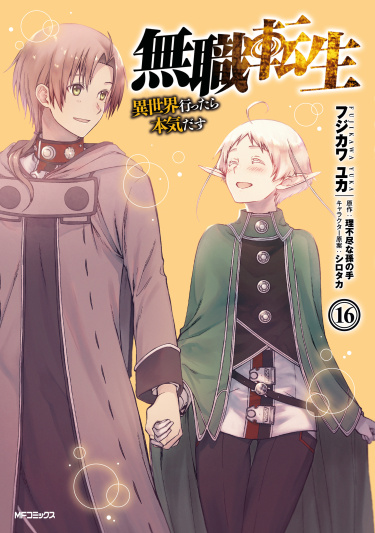 無職転生
異世界行ったら
本気だす
FUJIKAWA YUKA
フジカワ ユカ
原作：理不尽な孫の手
キャラクター原案：シロタカ
16
MFコミックス